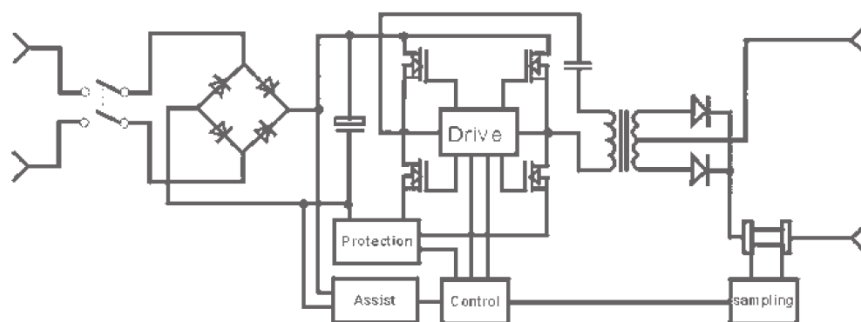 Drive
Protection
Assist
Control
sampling